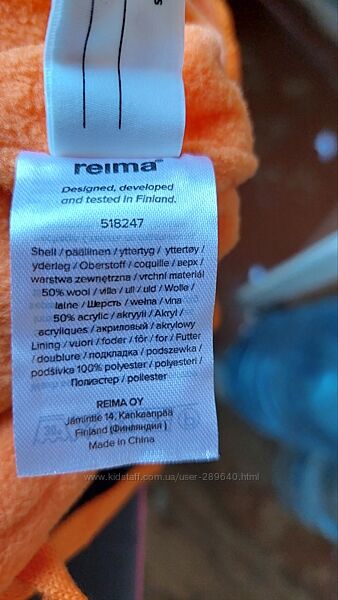 reima®
Designed, developed
and tested in Finland.
518247
Shell / päällinen / yttertyg / yttertøy /
yderlag / Oberstoff / coquille / верх /
warstwa zewnętrzna / vrchní materiál
50% wool / villa / ull / uld / Wolle /
laine / Шерсть / wełna / vlna
50% acrylic / akryyli / Akryl /
acryliques / акриловый / akrylowy
Lining / vuori / foder / fôr / for / Futter
/ doublure / подкладка / podszewka /
podšívka 100% polyester / polyesteri /
Полиестер / poliester
REIMA OY
Jämintie 14, Kankaanpää
Finland (Финляндия)
Made in China
www.kidstaff.com.ua/user-289640.html